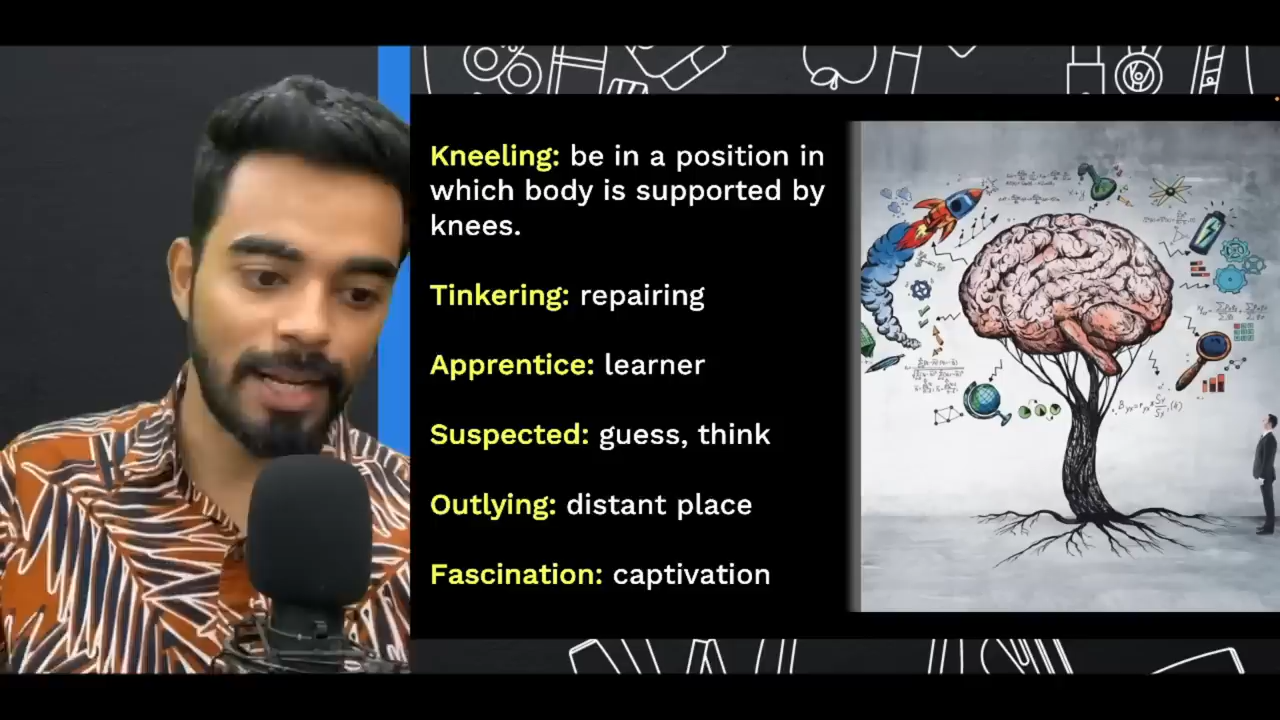 Kneeling: be in a position in
which body is supported by
knees.
Tinkering: repairing
Apprentice: learner
Suspected: guess, think
Outlying: distant place
Fascination: captivation